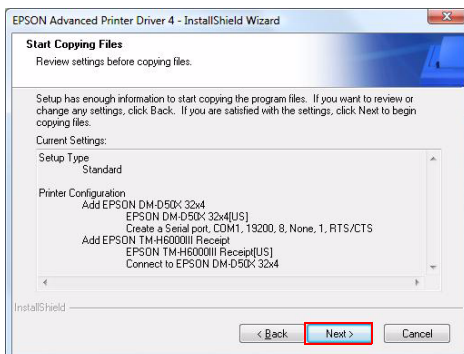 EPSON Advanced Printer Driver 4 - InstallShield Wizard
Start Copying Files
Review settings before copying files.
Setup has enough information to start copying the program files. If you want to review or
change any settings, click Back. If you are satisfied with the settings, click Next to begin
copying files.
Current Settings:
Setup Type
Standard
Printer Configuration
Add EPSON DM-D50X 32x4
EPSON DM-D50X 32x4[US]
Create a Serial port, COM1, 19200, 8, None, 1, RTS/CTS
Add EPSON TM-H6000III Receipt
EPSON TM-H6000III Receipt[US]
Connect to EPSON DM-D50X 32x4
InstallShield
< Back Next > Cancel